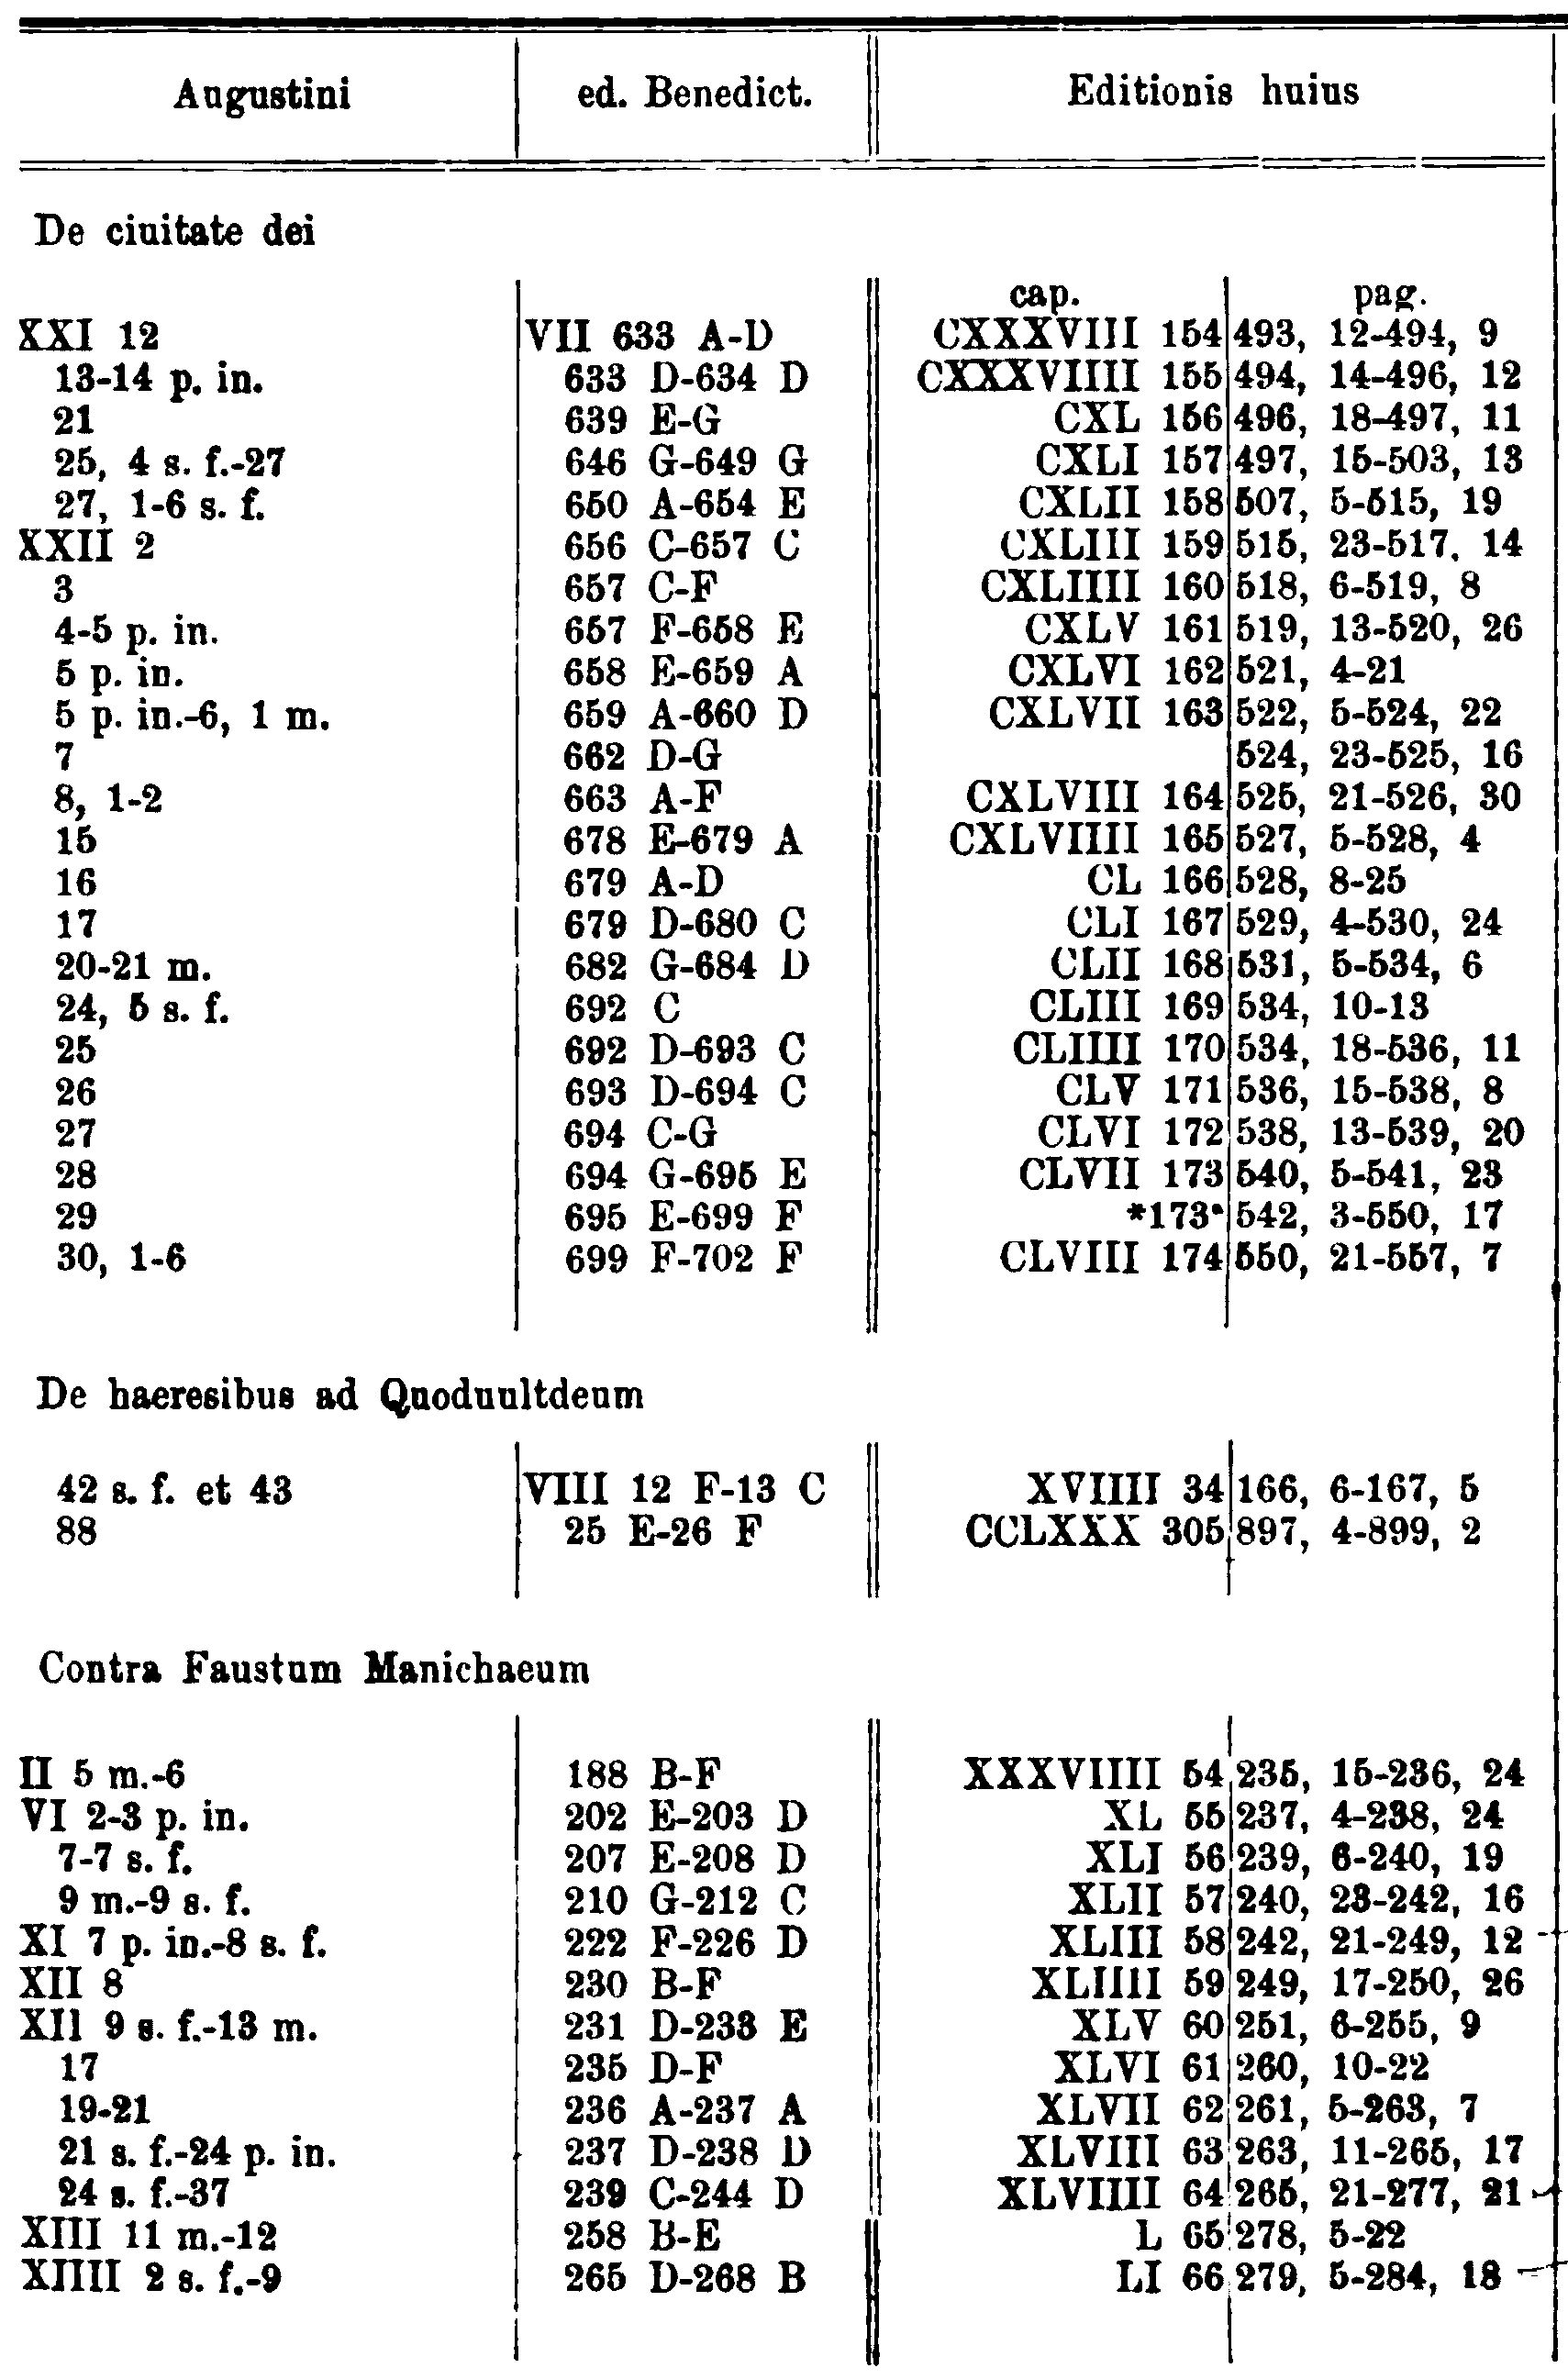 Augustini ed. Benedict. Editionis huius
De ciuitate dei
cap. pag.
XXI 12 VII 633 A-D CXXXVIII 154 493, 12-494, 9
13-14 p. in. 633 D-634 D CXXXVIIII 155 494, 14-496, 12
21 639 E-G CXL 156 496, 18-497, 11
25, 4 s. f.-27 646 G-649 G CXLI 157 497, 15-503, 13
27, 1-6 s. f. 650 A-654 E CXLII 158 507, 5-515, 19
XXII 2 656 C-657 C CXLIII 159 515, 23-517, 14
3 657 C-F CXLIIII 160 518, 6-519, 8
4-5 p. in. 657 F-658 E CXLV 161 519, 13-520, 26
5 p. in. 658 E-659 A CXLVI 162 521, 4-21
5 p. in.-6, 1 m. 659 A-660 D CXLVII 163 522, 5-524, 22
7 662 D-G 524, 23-525, 16
8, 1-2 663 A-F CXLVIII 164 525, 21-526, 30
15 678 E-679 A CXLVIIII 165 527, 5-528, 4
16 679 A-D CL 166 528, 8-25
17 679 D-680 C CLI 167 529, 4-530, 24
20-21 m. 682 G-684 D CLII 168 531, 5-534, 6
24, 5 s. f. 692 C CLIII 169 534, 10-13
25 692 D-693 C CLIIII 170 534, 18-536, 11
26 693 D-694 C CLV 171 536, 15-538, 8
27 694 C-G CLVI 172 538, 13-539, 20
28 694 G-695 E CLVII 173 540, 5-541, 23
29 695 E-699 F *173* 542, 3-550, 17
30, 1-6 699 F-702 F CLVIII 174 550, 21-557, 7
De haeresibus ad Quoduultdeum
42 s. f. et 43 VIII 12 F-13 C XVIIII 34 166, 6-167, 5
88 25 E-26 F CCLXXX 305 897, 4-899, 2
Contra Faustum Manichaeum
II 5 m.-6 188 B-F XXXVIIII 54 235, 15-236, 24
VI 2-3 p. in. 202 E-203 D XL 55 237, 4-238, 24
7-7 s. f. 207 E-208 D XLI 56 239, 6-240, 19
9 m.-9 s. f. 210 G-212 C XLII 57 240, 23-242, 16
XI 7 p. in.-8 s. f. 222 F-226 D XLIII 58 242, 21-249, 12
XII 8 230 B-F XLIIII 59 249, 17-250, 26
XII 9 s. f.-13 m. 231 D-233 E XLV 60 251, 6-255, 9
17 235 D-F XLVI 61 260, 10-22
19-21 236 A-237 A XLVII 62 261, 5-263, 7
21 s. f.-24 p. in. 237 D-238 D XLVIII 63 263, 11-265, 17
24 s. f.-37 239 C-244 D XLVIIII 64 265, 21-277, 21
XIII 11 m.-12 258 B-E L 65 278, 5-22
XIIII 2 s. f.-9 265 D-268 B LI 66 279, 5-284, 18